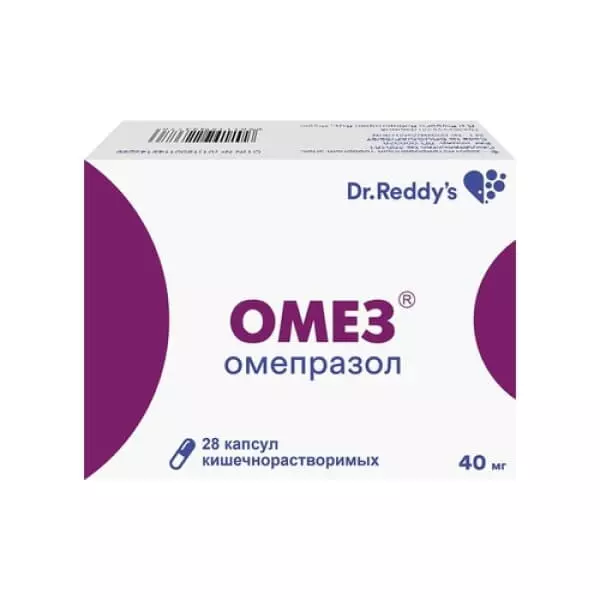 Dr.Reddy's
ОМЕЗ®
омепразол
28 капсул
кишечнорастворимых
40 мг